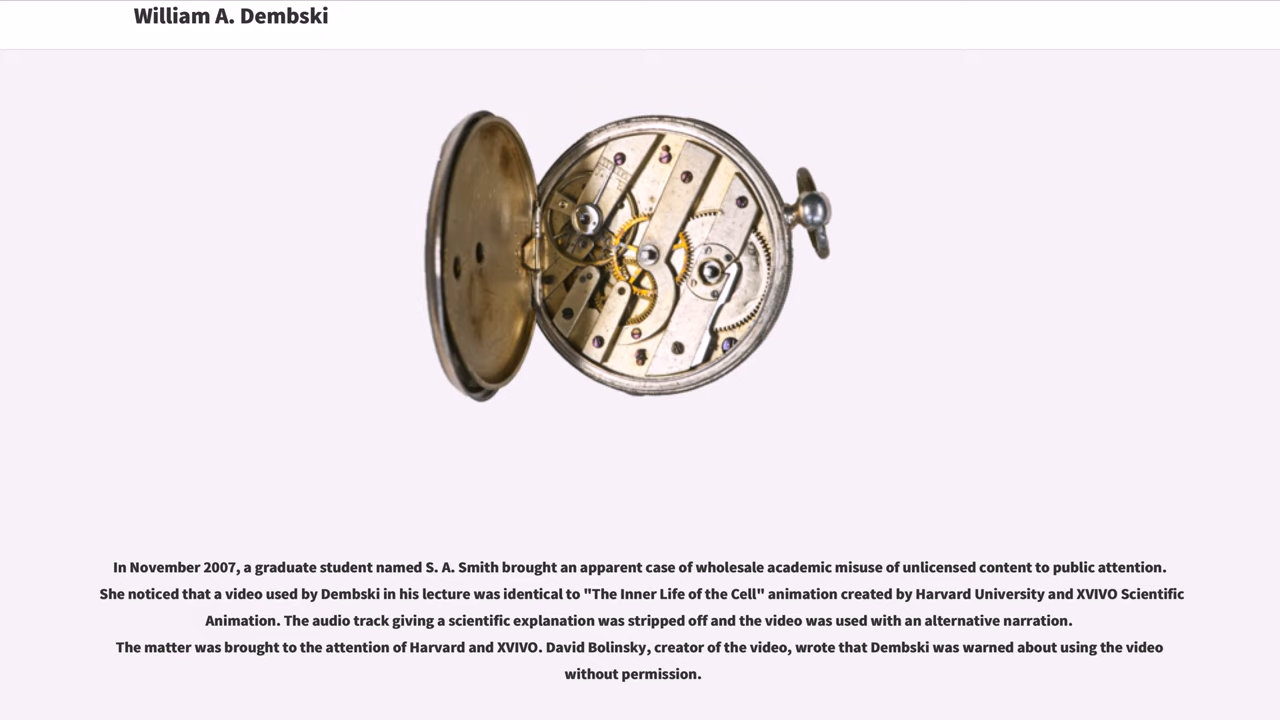 William A. Dembski
In November 2007, a graduate student named S. A. Smith brought an apparent case of wholesale academic misuse of unlicensed content to public attention.
She noticed that a video used by Dembski in his lecture was identical to "The Inner Life of the Cell" animation created by Harvard University and XVIVO Scientific
Animation. The audio track giving a scientific explanation was stripped off and the video was used with an alternative narration.
The matter was brought to the attention of Harvard and XVIVO. David Bolinsky, creator of the video, wrote that Dembski was warned about using the video
without permission.